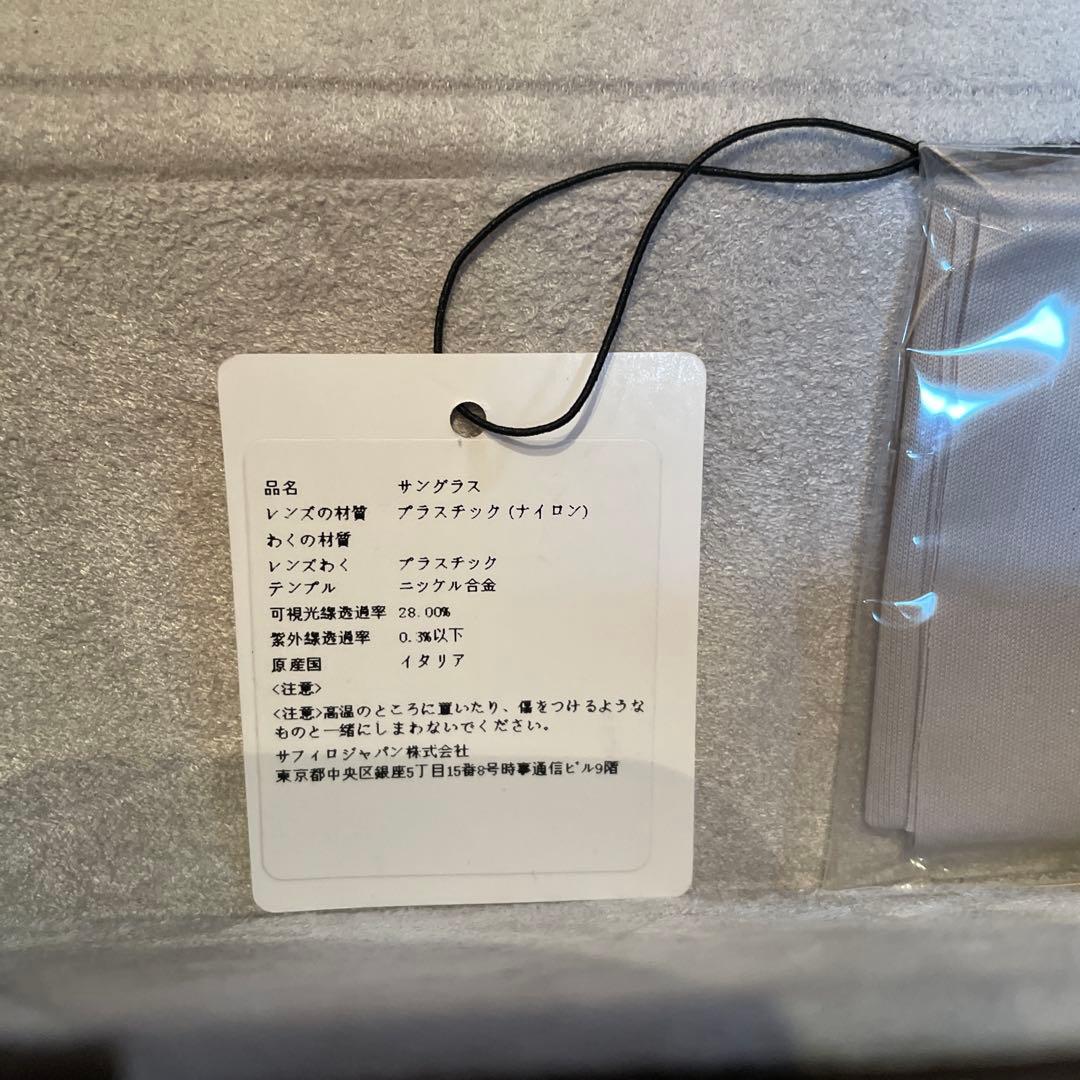 品名 サングラス
レンズの材質 プラスチック(ナイロン)
わくの材質
レンズわく プラスチック
テンプル ニッケル合金
可視光線透過率 28.00%
紫外線透過率 0.3%以下
原産国 イタリア
<注意>
<注意>高温のところに置いたり、傷をつけるような
ものと一緒にしまわないでください。
サフィロジャパン株式会社
東京都中央区銀座5丁目15番8号時事通信ビル9階